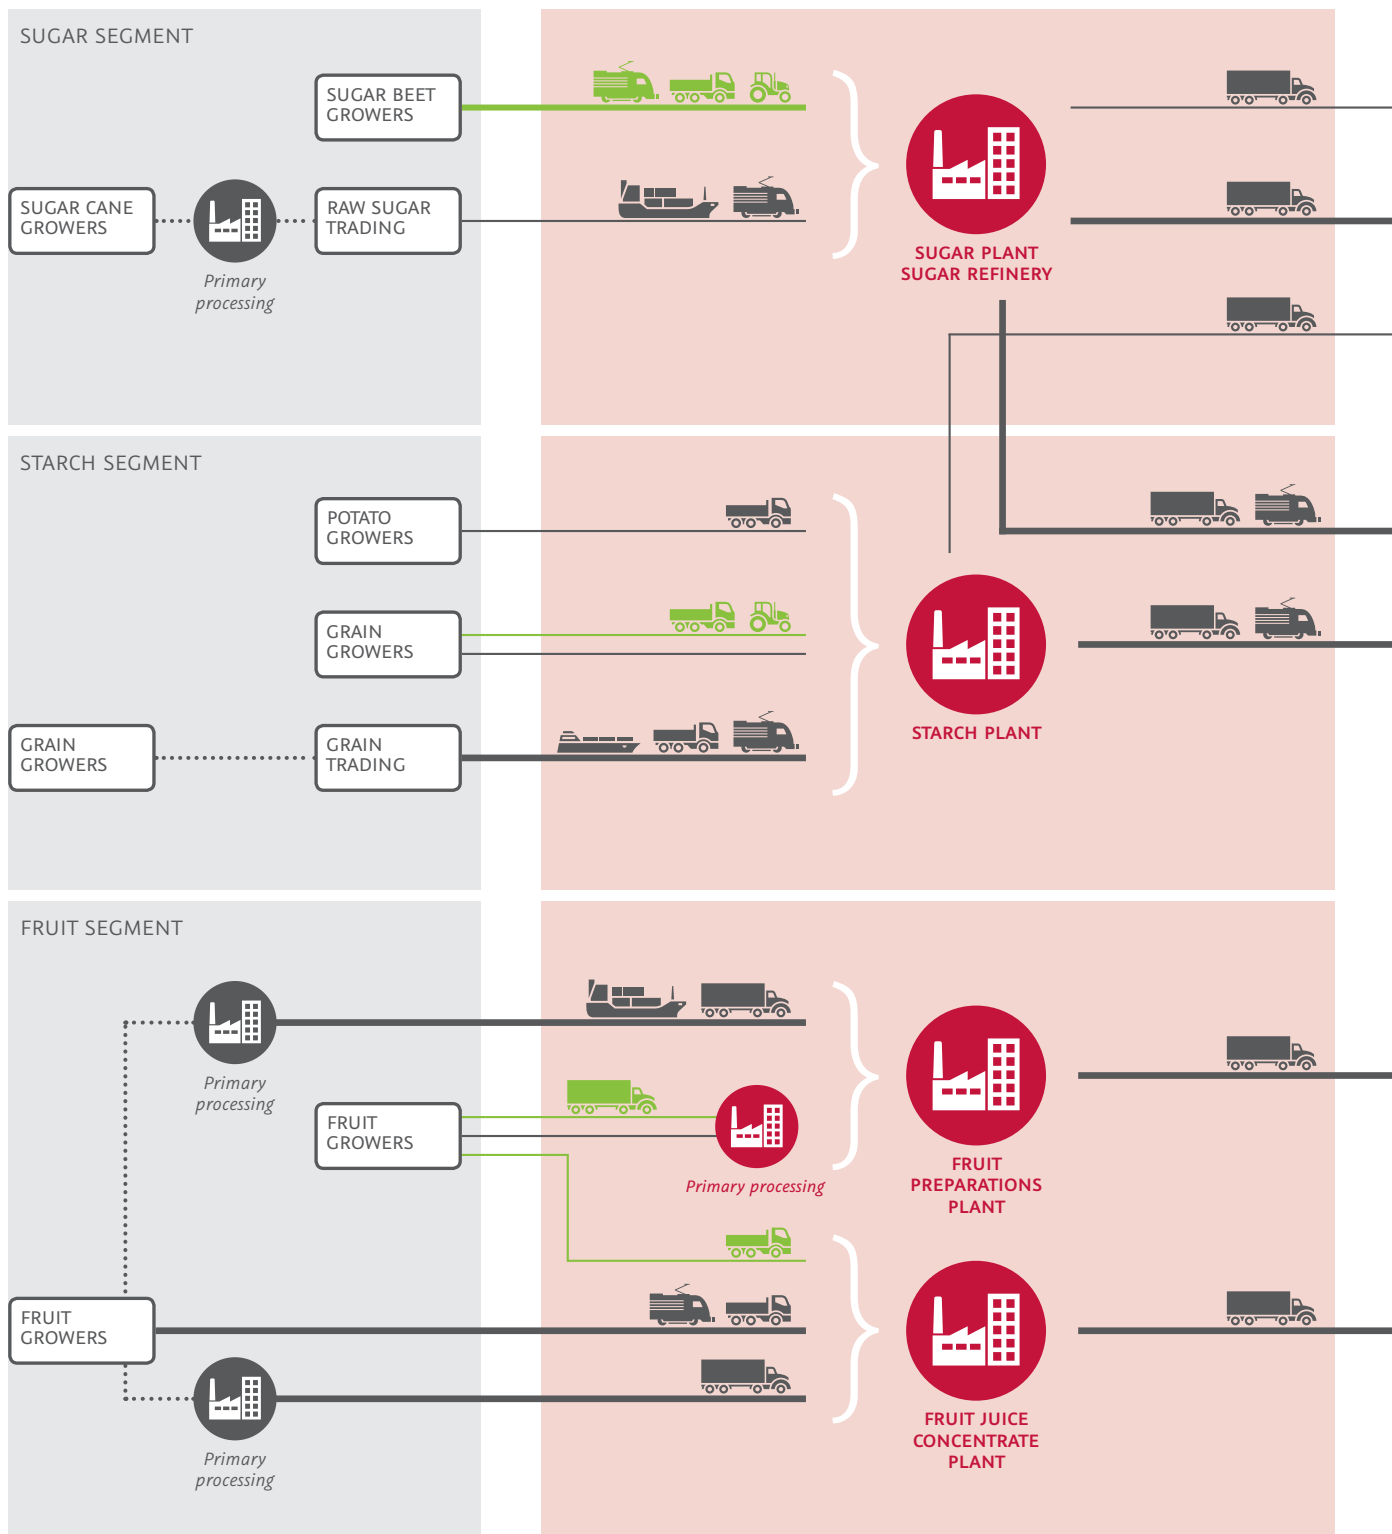 SUGAR SEGMENT
SUGAR BEET
GROWERS
SUGAR CANE
GROWERS
Primary
processing
RAW SUGAR
TRADING
SUGAR PLANT
SUGAR REFINERY
STARCH SEGMENT
POTATO
GROWERS
GRAIN
GROWERS
GRAIN
GROWERS
GRAIN
TRADING
STARCH PLANT
FRUIT SEGMENT
Primary
processing
FRUIT
GROWERS
Primary processing
FRUIT
PREPARATIONS
PLANT
FRUIT
GROWERS
Primary
processing
FRUIT JUICE
CONCENTRATE
PLANT